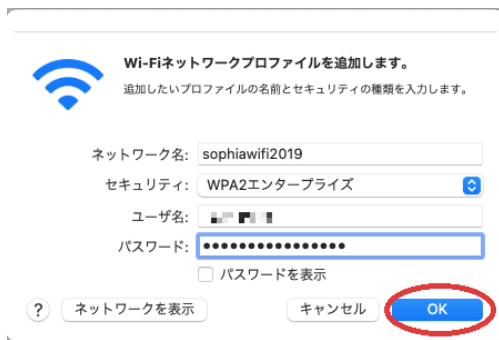 Wi-Fiネットワークプロファイルを追加します。
追加したいプロファイルの名前とセキュリティの種類を入力します。
ネットワーク名: sophiawifi2019
セキュリティ: WPA2エンタープライズ
ユーザ名:
パスワード: ••••••••••••••••
パスワードを表示
? ネットワークを表示 キャンセル OK